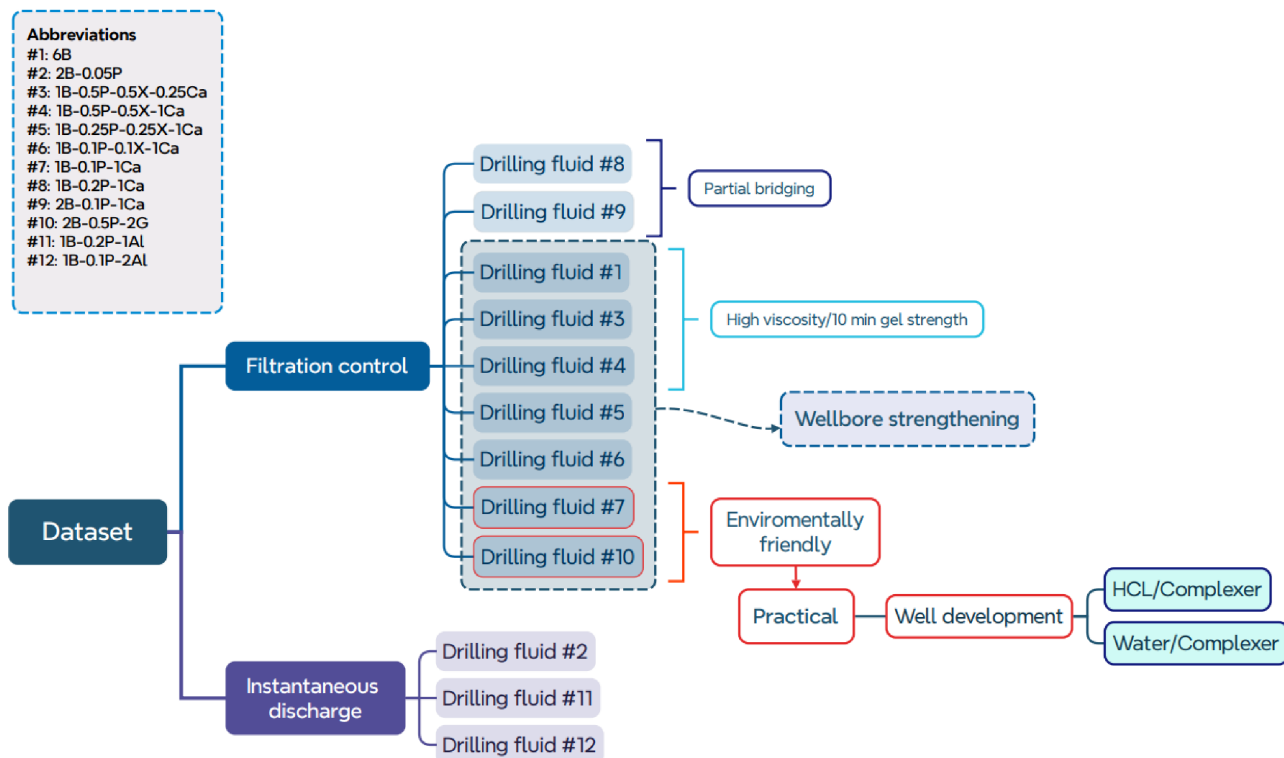 Abbreviations
#1: 6B
#2: 2B-0.05P
#3: 1B-0.5P-0.5X-0.25Ca
#4: 1B-0.5P-0.5X-1Ca
#5: 1B-0.25P-0.25X-1Ca
#6: 1B-0.1P-0.1X-1Ca
#7: 1B-0.1P-1Ca
#8: 1B-0.2P-1Ca
#9: 2B-0.1P-1Ca
#10: 2B-0.5P-2G
#11: 1B-0.2P-1Al
#12: 1B-0.1P-2Al
Dataset
Filtration control
Drilling fluid #8
Drilling fluid #9
Partial bridging
Drilling fluid #1
Drilling fluid #3
Drilling fluid #4
High viscosity/10 min gel strength
Drilling fluid #5
Drilling fluid #6
Wellbore strengthening
Drilling fluid #7
Drilling fluid #10
Enviromentally
friendly
Practical
Well development
HCL/Complexer
Water/Complexer
Instantaneous
discharge
Drilling fluid #2
Drilling fluid #11
Drilling fluid #12